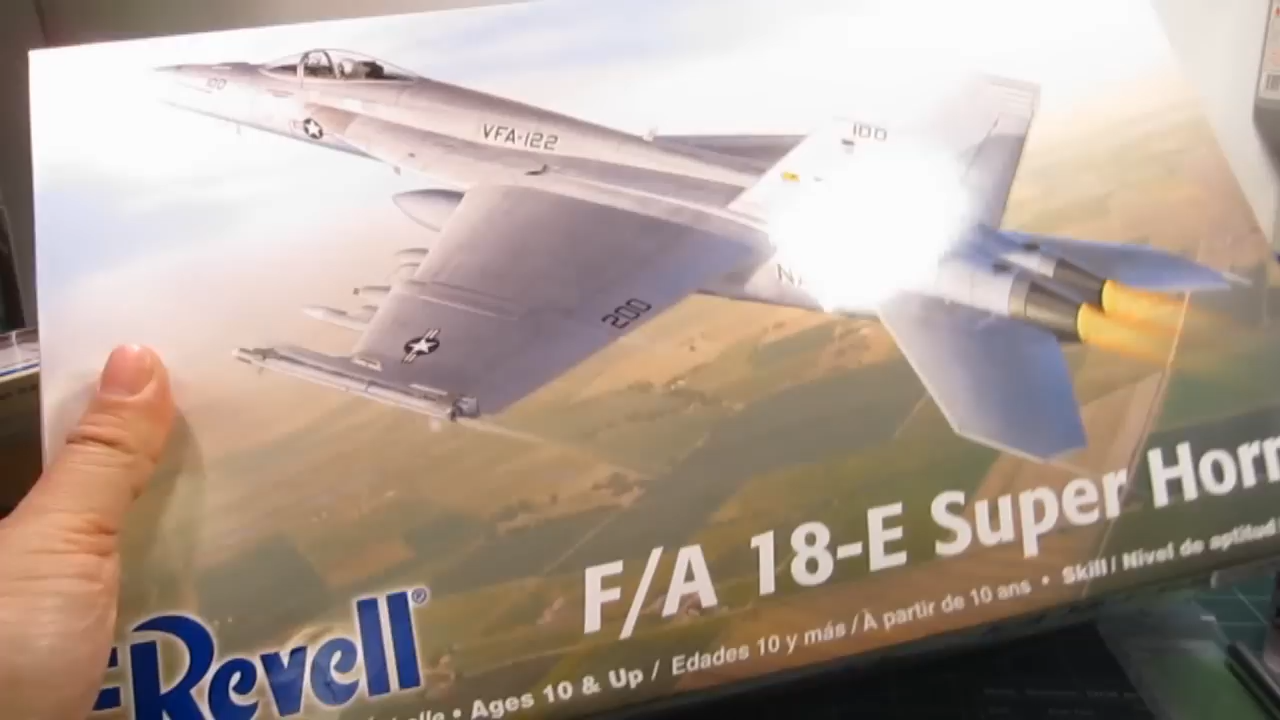 100
VFA-122
100
200
F/A 18-E Super Horn
Revell®
• Ages 10 & Up / Edades 10 y más / À partir de 10 ans • Skill / Nivel de aptitud